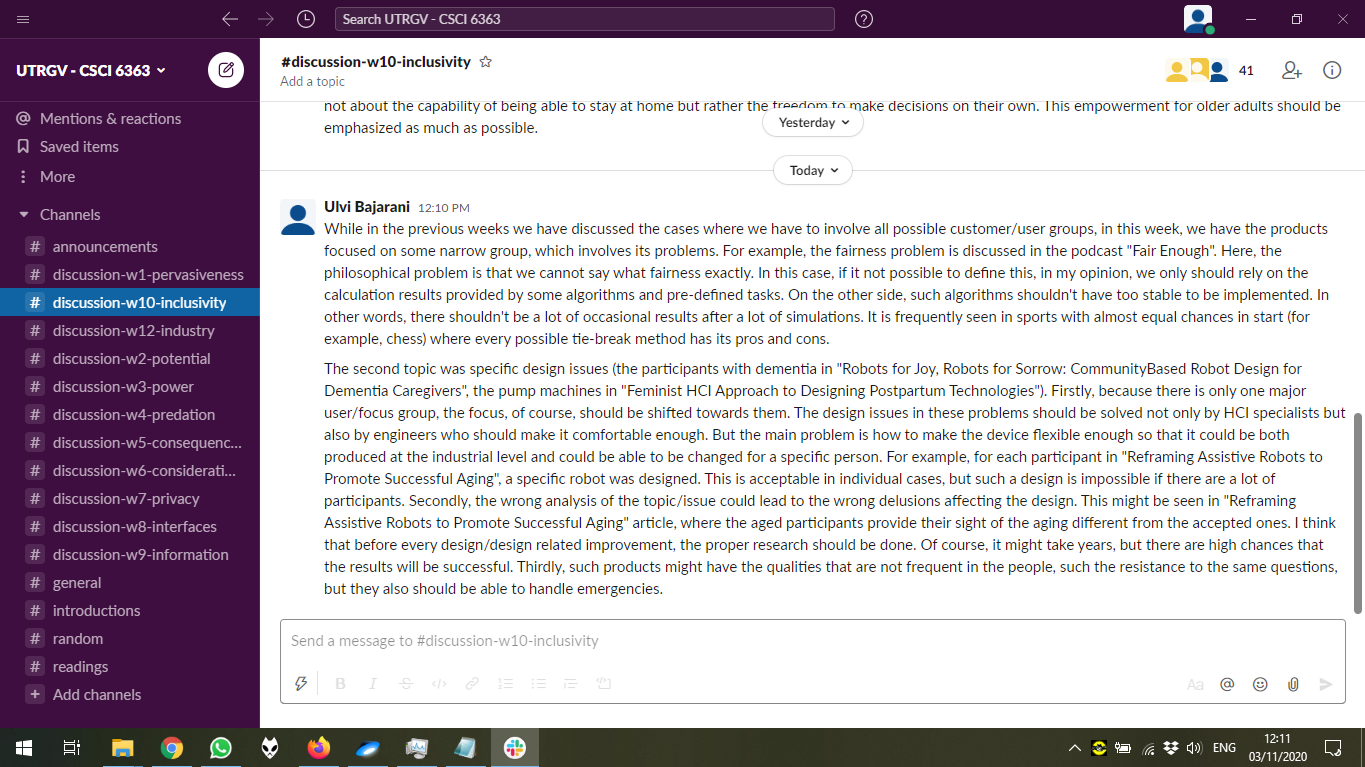 Search UTRGV - CSCI 6363
UTRGV - CSCI 6363
Mentions & reactions
Saved items
More
Channels
# announcements
# discussion-w1-pervasiveness
# discussion-w10-inclusivity
# discussion-w12-industry
# discussion-w2-potential
# discussion-w3-power
# discussion-w4-predation
# discussion-w5-consequenc...
# discussion-w6-considerati...
# discussion-w7-privacy
# discussion-w8-interfaces
# discussion-w9-information
# general
# introductions
# random
# readings
+ Add channels
#discussion-w10-inclusivity
Add a topic
41
not about the capability of being able to stay at home but rather the freedom to make decisions on their own. This empowerment for older adults should be
emphasized as much as possible.
Yesterday
Today
Ulvi Bajarani 12:10 PM
While in the previous weeks we have discussed the cases where we have to involve all possible customer/user groups, in this week, we have the products
focused on some narrow group, which involves its problems. For example, the fairness problem is discussed in the podcast "Fair Enough". Here, the
philosophical problem is that we cannot say what fairness exactly. In this case, if it not possible to define this, in my opinion, we only should rely on the
calculation results provided by some algorithms and pre-defined tasks. On the other side, such algorithms shouldn't have too stable to be implemented. In
other words, there shouldn't be a lot of occasional results after a lot of simulations. It is frequently seen in sports with almost equal chances in start (for
example, chess) where every possible tie-break method has its pros and cons.
The second topic was specific design issues (the participants with dementia in "Robots for Joy, Robots for Sorrow: CommunityBased Robot Design for
Dementia Caregivers", the pump machines in "Feminist HCI Approach to Designing Postpartum Technologies"). Firstly, because there is only one major
user/focus group, the focus, of course, should be shifted towards them. The design issues in these problems should be solved not only by HCI specialists but
also by engineers who should make it comfortable enough. But the main problem is how to make the device flexible enough so that it could be both
produced at the industrial level and could be able to be changed for a specific person. For example, for each participant in "Reframing Assistive Robots to
Promote Successful Aging", a specific robot was designed. This is acceptable in individual cases, but such a design is impossible if there are a lot of
participants. Secondly, the wrong analysis of the topic/issue could lead to the wrong delusions affecting the design. This might be seen in "Reframing
Assistive Robots to Promote Successful Aging" article, where the aged participants provide their sight of the aging different from the accepted ones. I think
that before every design/design related improvement, the proper research should be done. Of course, it might take years, but there are high chances that
the results will be successful. Thirdly, such products might have the qualities that are not frequent in the people, such the resistance to the same questions,
but they also should be able to handle emergencies.
Send a message to #discussion-w10-inclusivity
B I S Aa @
ENG
12:11
03/11/2020